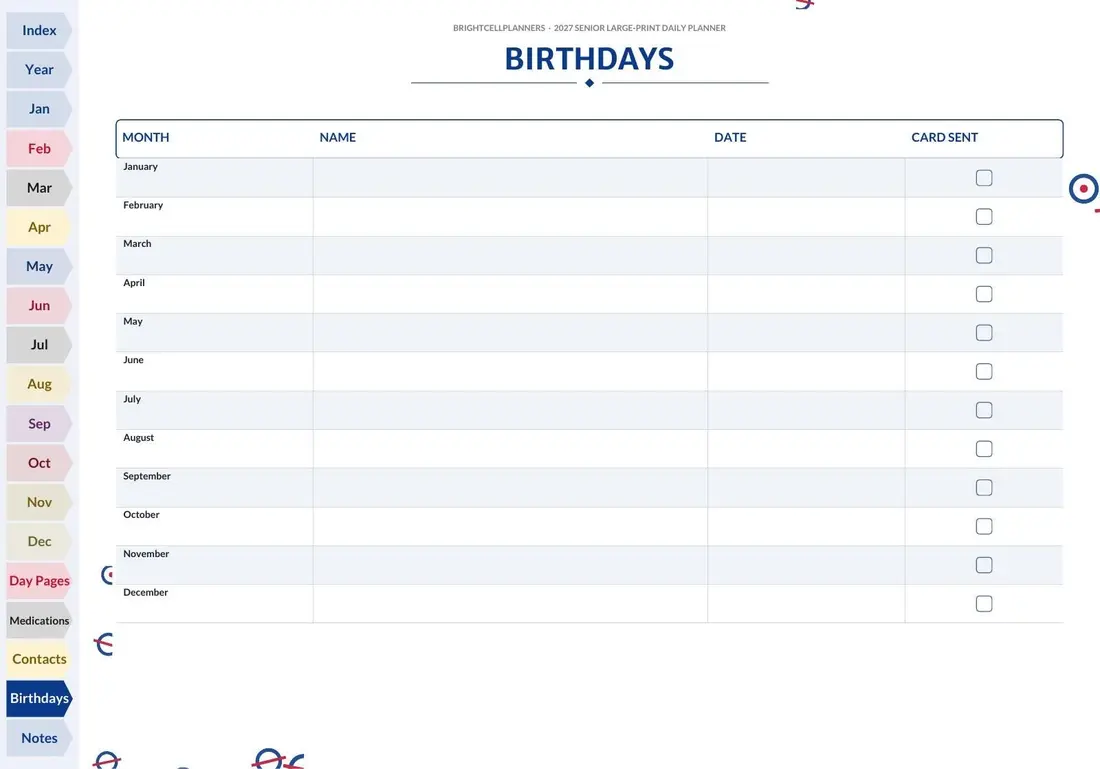 Index
Year
Jan
Feb
Mar
Apr
May
Jun
Jul
Aug
Sep
Oct
Nov
Dec
Day Pages
Medications
Contacts
Birthdays
Notes
BRIGHTCELLPLANNERS · 2027 SENIOR LARGE-PRINT DAILY PLANNER
BIRTHDAYS
MONTH NAME DATE CARD SENT
January
February
March
April
May
June
July
August
September
October
November
December